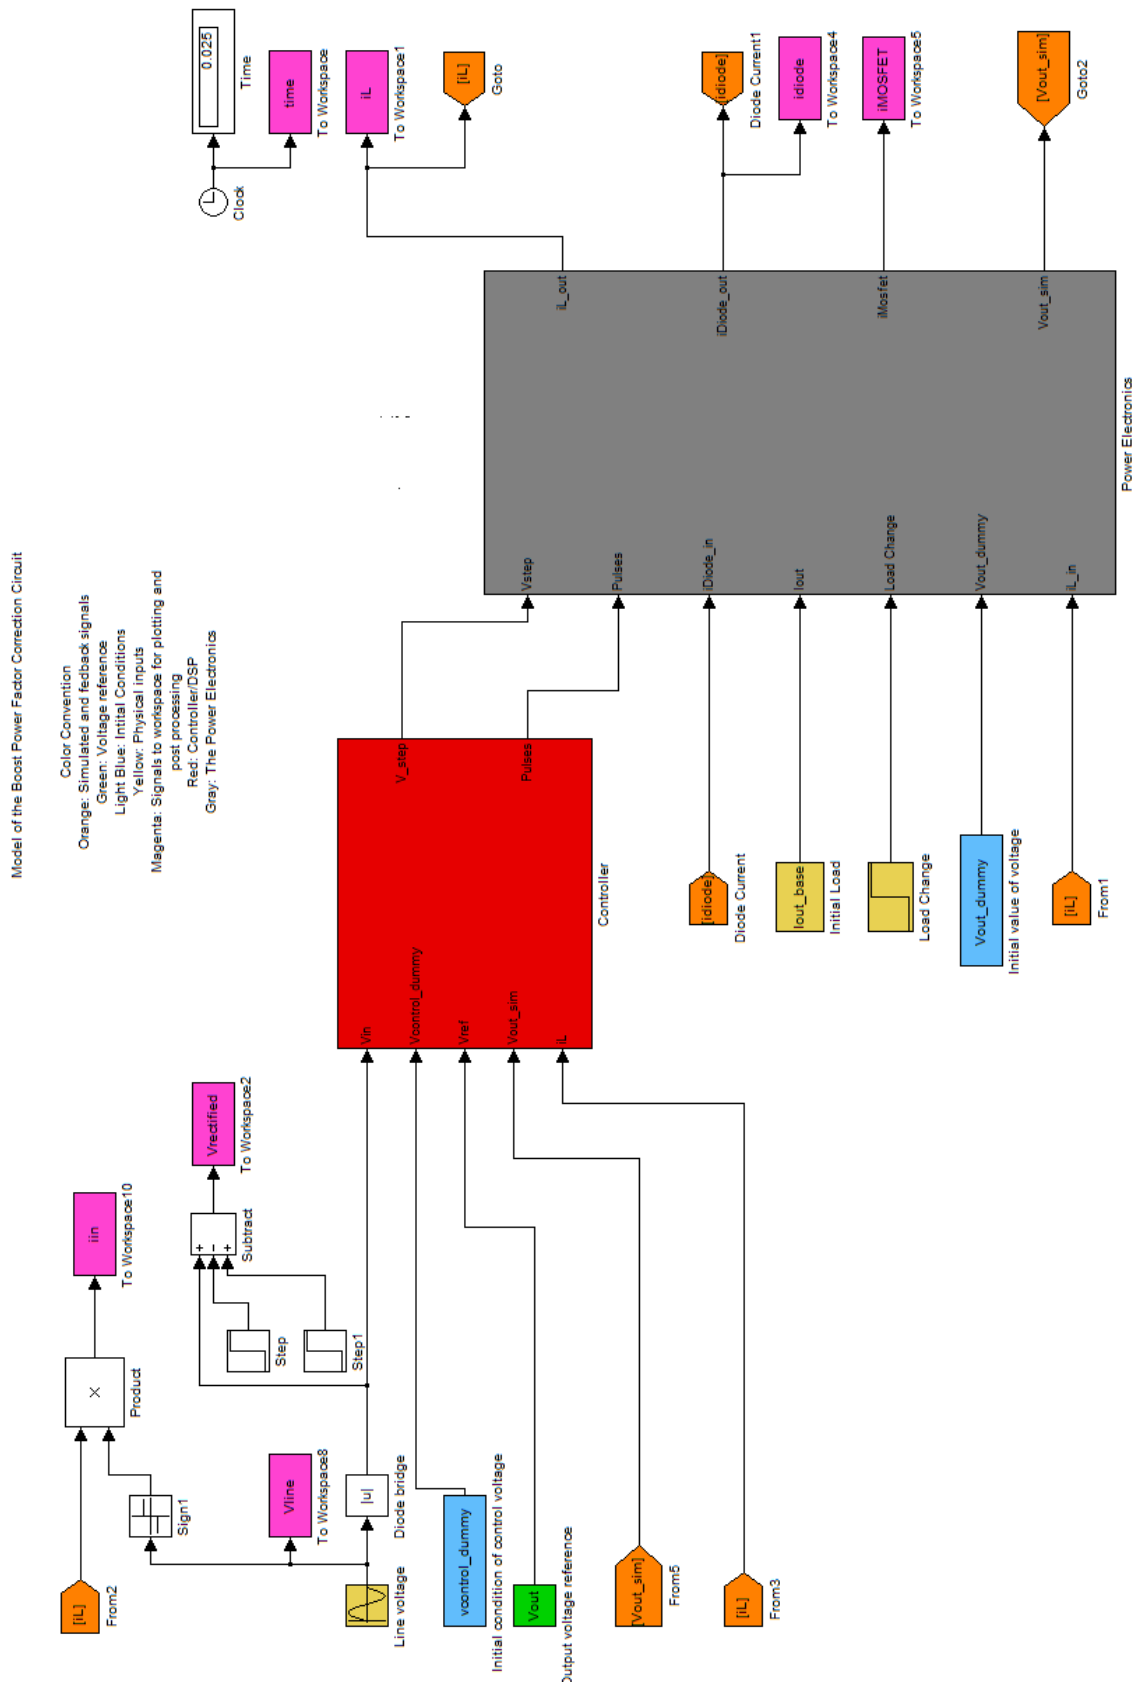 Model of the Boost Power Factor Correction Circuit
Color Convention
Orange: Simulated and fedback signals
Green: Voltage reference
Light Blue: Intital Conditions
Yellow: Physical inputs
Magenta: Signals to workspace for plotting and
post processing
Red: Controller/DSP
Gray: The Power Electronics
[iL]
From2
Sign1
×
Product
iin
To Workspace10
Vline
To Workspace8
Line voltage
|u|
Diode bridge
Step
Step1
+
−
+
Subtract
Vrectified
To Workspace2
vcontrol_dummy
Initial condition of control voltage
Vout
Output voltage reference
[Vout_sim]
From5
[iL]
From3
Vin
Vcontrol_dummy
Vref
Vout_sim
iL
V_step
Pulses
Controller
[idiode]
Diode Current
Iout_base
Initial Load
Load Change
Vout_dummy
Initial value of voltage
[iL]
From1
Vstep
Pulses
iDiode_in
Iout
Load Change
Vout_dummy
iL_in
iL_out
iDiode_out
iMosfet
Vout_sim
Power Electronics
Clock
0.025
Time
time
To Workspace
iL
To Workspace1
[iL]
Goto
[idiode]
Diode Current1
idiode
To Workspace4
iMOSFET
To Workspace5
[Vout_sim]
Goto2